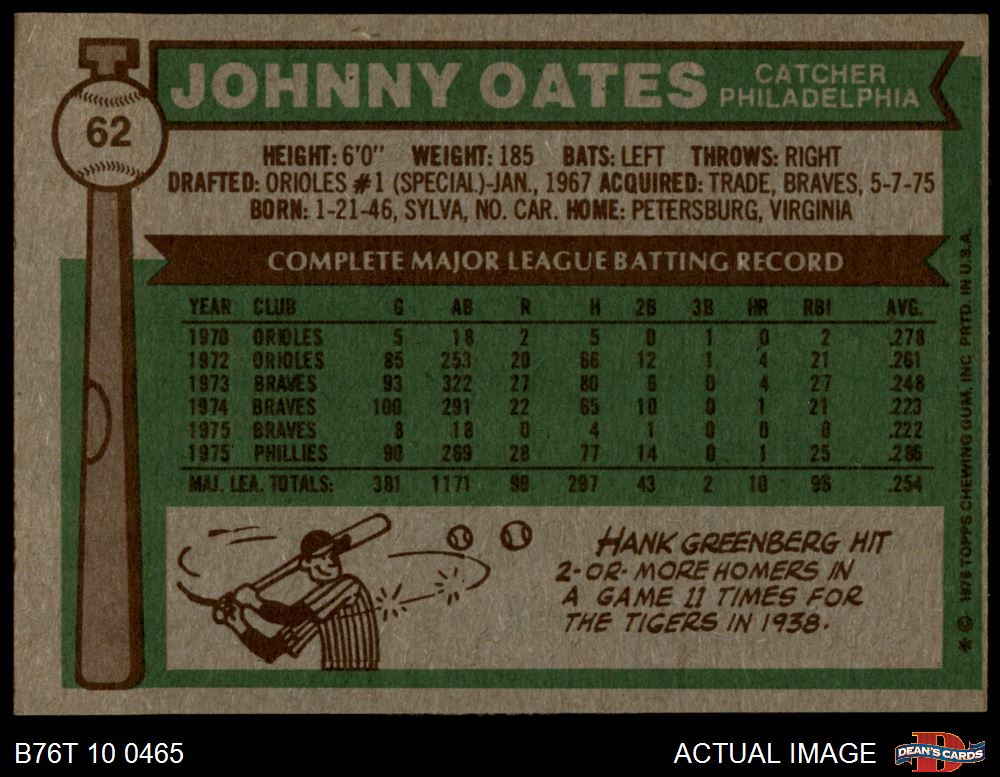 JOHNNY OATES
CATCHER
PHILADELPHIA
62
HEIGHT: 6'0" WEIGHT: 185 BATS: LEFT THROWS: RIGHT
DRAFTED: ORIOLES #1 (SPECIAL)-JAN., 1967 ACQUIRED: TRADE, BRAVES, 5-7-75
BORN: 1-21-46, SYLVA, NO. CAR. HOME: PETERSBURG, VIRGINIA
COMPLETE MAJOR LEAGUE BATTING RECORD
YEAR CLUB G AB R H 2B 3B HR RBI AVG.
1970 ORIOLES 5 18 2 5 0 1 0 2 .278
1972 ORIOLES 85 253 20 66 12 1 4 21 .261
1973 BRAVES 93 322 27 80 6 0 4 27 .248
1974 BRAVES 100 291 22 65 10 0 1 21 .223
1975 BRAVES 8 18 0 4 1 0 0 0 .222
1975 PHILLIES 90 269 28 77 14 0 1 25 .286
MAJ. LEA. TOTALS: 381 1171 99 297 43 2 10 96 .254
HANK GREENBERG HIT
2-OR-MORE HOMERS IN
A GAME 11 TIMES FOR
THE TIGERS IN 1938.
* © 1976 TOPPS CHEWING GUM, INC PRTD. IN U.S.A.
B76T 10 0465
ACTUAL IMAGE
DEAN'S CARDS